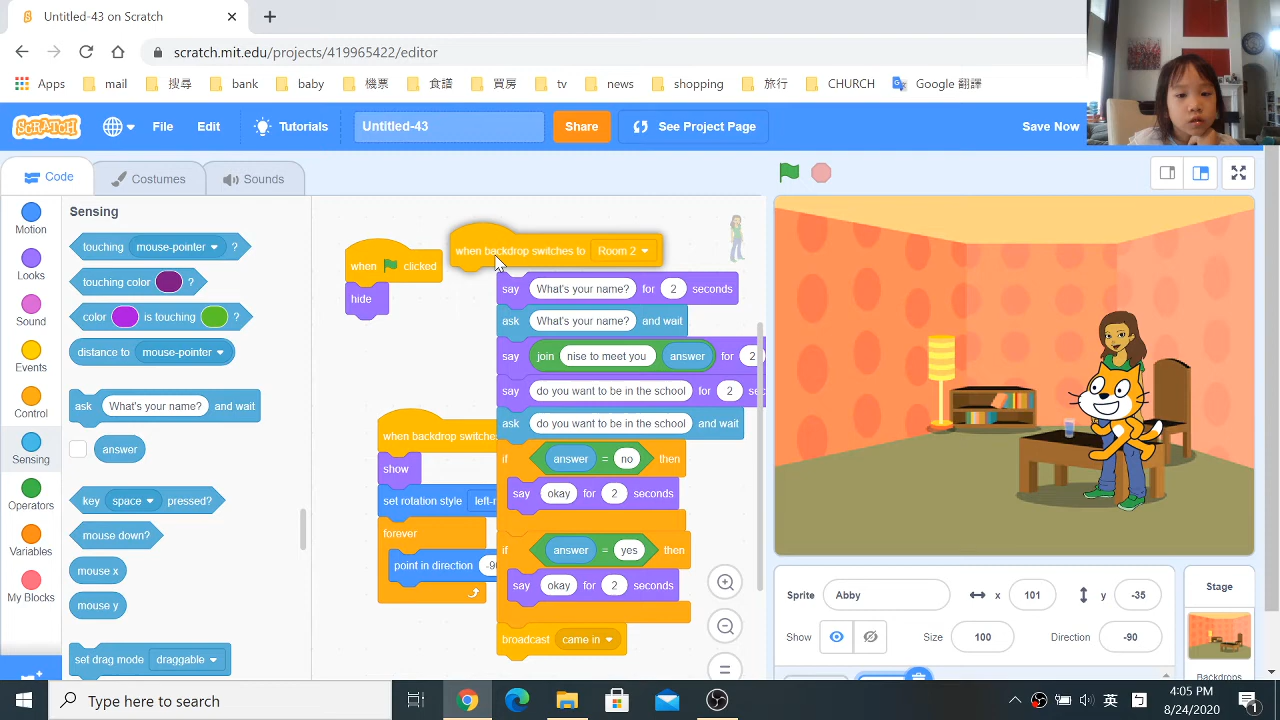 Untitled-43 on Scratch
scratch.mit.edu/projects/419965422/editor
Apps mail 搜尋 bank baby 機票 食譜 買房 tv news shopping 旅行 CHURCH Google 翻譯
SCRATCH File Edit Tutorials Untitled-43 Share See Project Page Save Now
Code Costumes Sounds
Motion
Looks
Sound
Events
Control
Sensing
Operators
Variables
My Blocks
Sensing
touching mouse-pointer ?
touching color ?
color is touching ?
distance to mouse-pointer
ask What's your name? and wait
answer
key space pressed?
mouse down?
mouse x
mouse y
set drag mode draggable
when clicked
hide
when backdrop switches to Room 2
say What's your name? for 2 seconds
ask What's your name? and wait
say join nise to meet you answer for 2
say do you want to be in the school for 2 sec
ask do you want to be in the school and wait
if answer = no then
say okay for 2 seconds
if answer = yes then
say okay for 2 seconds
broadcast came in
when backdrop switches
show
set rotation style left-r
forever
point in direction -90
Sprite Abby x 101 y -35
Show Size 100 Direction -90
Stage
Backdrops
Type here to search
英
4:05 PM
8/24/2020
1